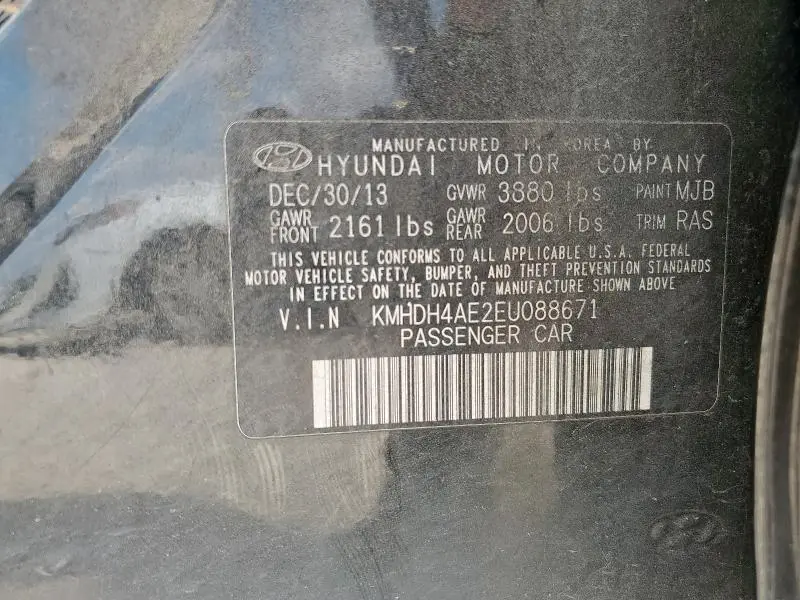 MANUFACTURED IN KOREA BY
HYUNDAI MOTOR COMPANY
DEC/30/13 GVWR 3880 lbs PAINT MJB
GAWR FRONT 2161 lbs GAWR REAR 2006 lbs TRIM RAS
THIS VEHICLE CONFORMS TO ALL APPLICABLE U.S.A. FEDERAL
MOTOR VEHICLE SAFETY, BUMPER, AND THEFT PREVENTION STANDARDS
IN EFFECT ON THE DATE OF MANUFACTURE SHOWN ABOVE
V.I.N KMHDH4AE2EU088671
PASSENGER CAR